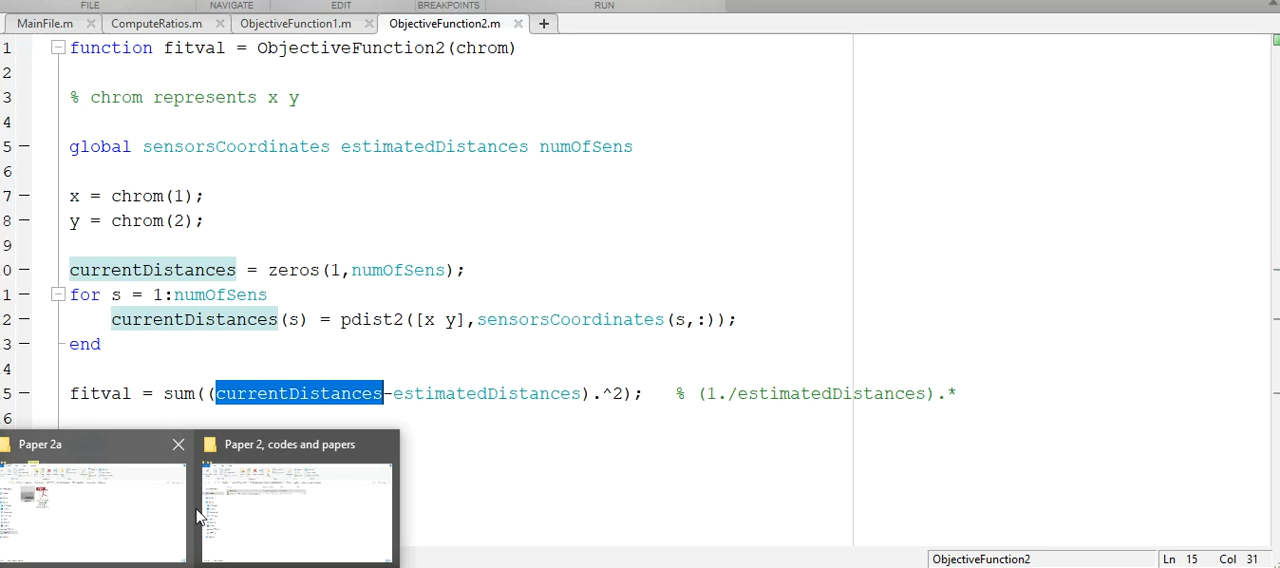 FILE NAVIGATE EDIT BREAKPOINTS RUN
MainFile.m ComputeRatios.m ObjectiveFunction1.m ObjectiveFunction2.m
1 function fitval = ObjectiveFunction2(chrom)
2
3 % chrom represents x y
4
5 global sensorsCoordinates estimatedDistances numOfSens
6
7 x = chrom(1);
8 y = chrom(2);
9
0 currentDistances = zeros(1,numOfSens);
1 for s = 1:numOfSens
2 currentDistances(s) = pdist2([x y],sensorsCoordinates(s,:));
3 end
4
5 fitval = sum((currentDistances-estimatedDistances).^2); % (1./estimatedDistances).*
6
Paper 2a Paper 2, codes and papers
ObjectiveFunction2 Ln 15 Col 31